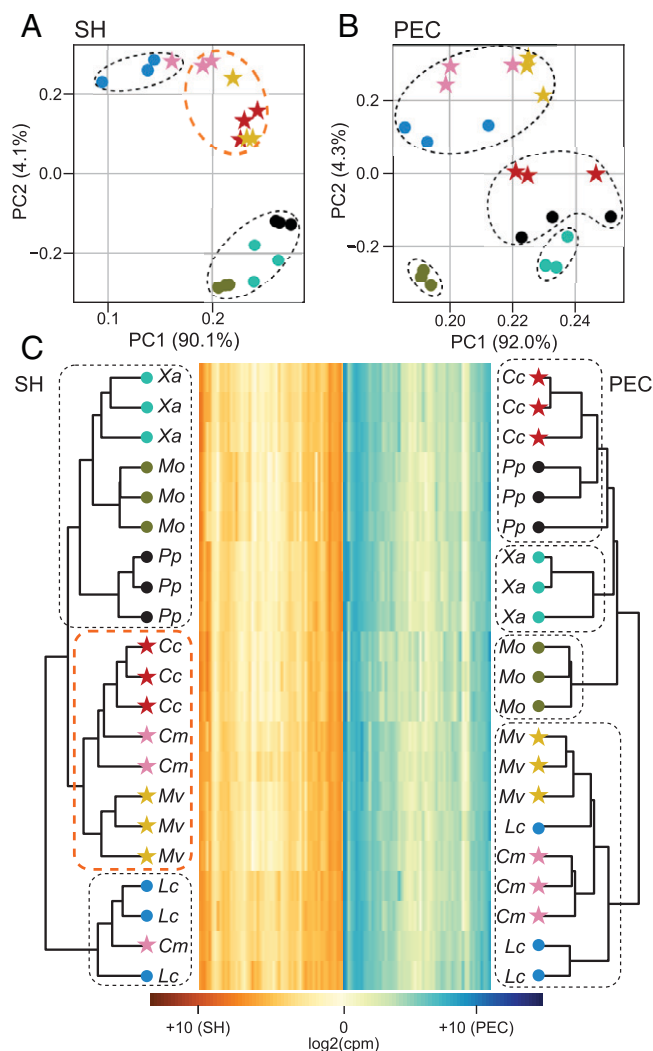 A
SH
B
PEC
PC2 (4.1%)
0.2
0.0
−0.2
0.1
0.2
PC1 (90.1%)
PC2 (4.3%)
0.2
0.0
−0.2
0.20
0.22
0.24
PC1 (92.0%)
C
SH
PEC
Xa
Xa
Xa
Mo
Mo
Mo
Pp
Pp
Pp
Cc
Cc
Cc
Cm
Cm
Mv
Mv
Mv
Lc
Lc
Cm
Lc
Cc
Cc
Cc
Pp
Pp
Pp
Xa
Xa
Xa
Mo
Mo
Mo
Mv
Mv
Mv
Lc
Cm
Cm
Cm
Lc
Lc
+10 (SH)
0
+10 (PEC)
log2(cpm)